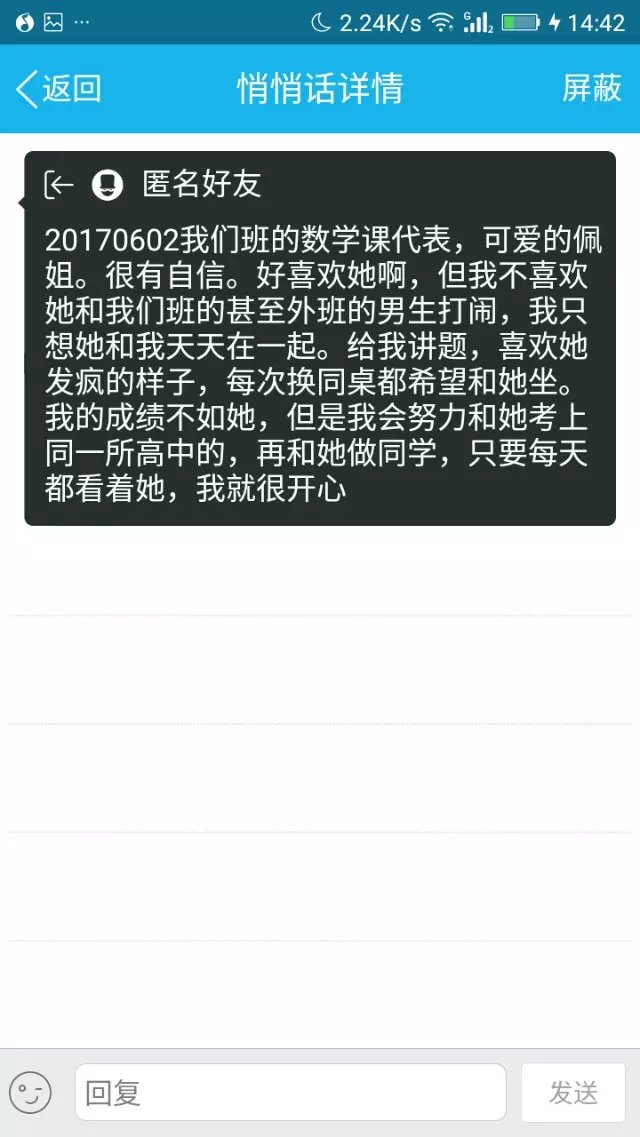 2.24K/s 14:42
返回 悄悄话详情 屏蔽
匿名好友
20170602我们班的数学课代表，可爱的佩
姐。很有自信。好喜欢她啊，但我不喜欢
她和我们班的甚至外班的男生打闹，我只
想她和我天天在一起。给我讲题，喜欢她
发疯的样子，每次换同桌都希望和她坐。
我的成绩不如她，但是我会努力和她考上
同一所高中的，再和她做同学，只要每天
都看着她，我就很开心
回复 发送